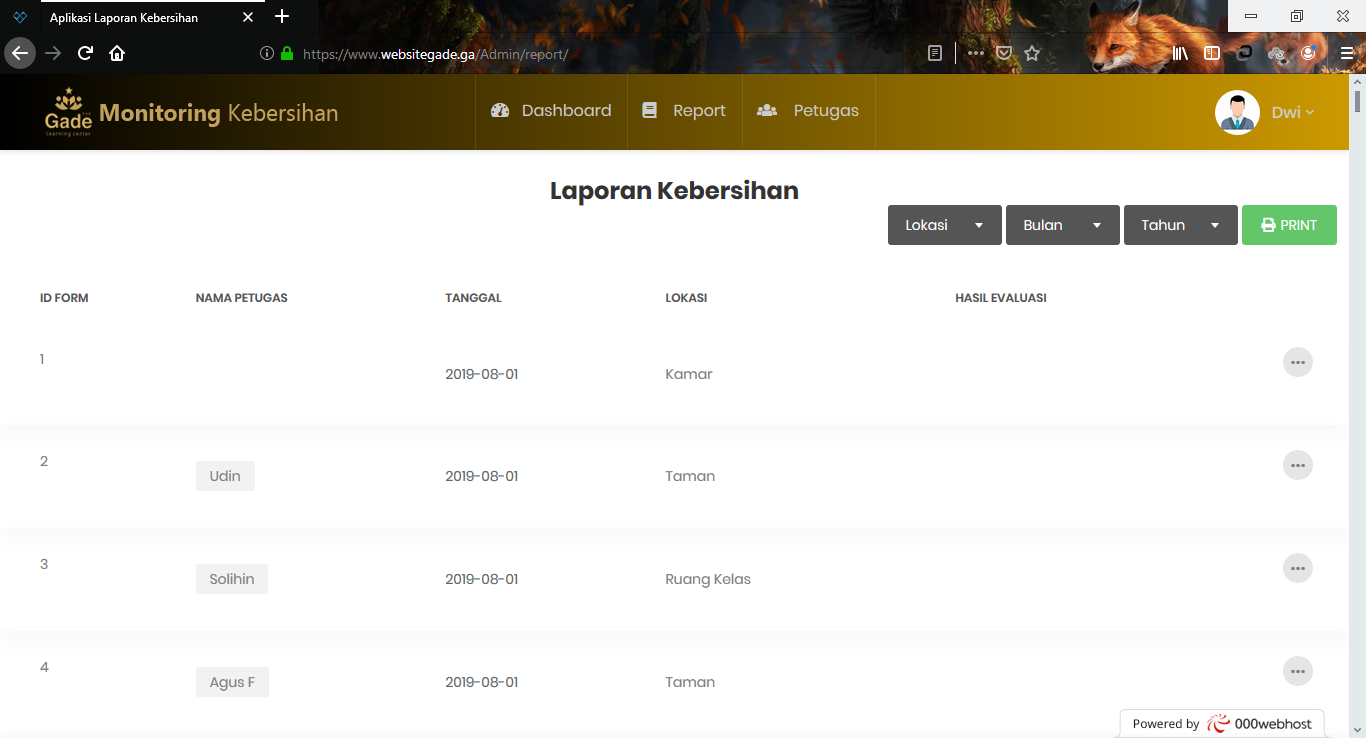 Aplikasi Laporan Kebersihan
https://www.websitegade.ga/Admin/report/
Gade
learning center
Monitoring Kebersihan
Dashboard
Report
Petugas
Dwi
Laporan Kebersihan
Lokasi
Bulan
Tahun
PRINT
ID FORM NAMA PETUGAS TANGGAL LOKASI HASIL EVALUASI
1 2019-08-01 Kamar
2 Udin 2019-08-01 Taman
3 Solihin 2019-08-01 Ruang Kelas
4 Agus F 2019-08-01 Taman
Powered by 000webhost